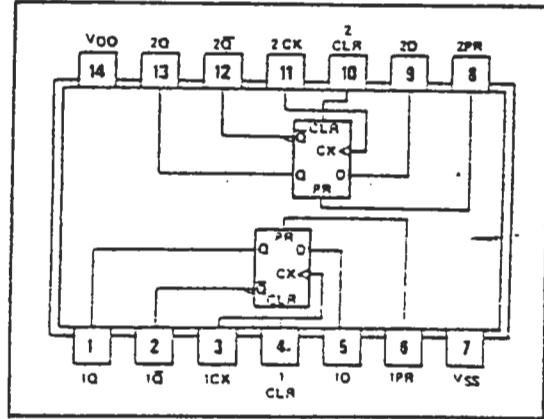 2
VDD 2Q 2Q̅ 2CK CLR 2D 2PR
14 13 12 11 10 9 8
CLR
Q̅
CK
Q D
PR
PR
Q D
CK
Q̅
CLR
1 2 3 4 5 6 7
1Q 1Q̅ 1CK 1 1D 1PR VSS
CLR